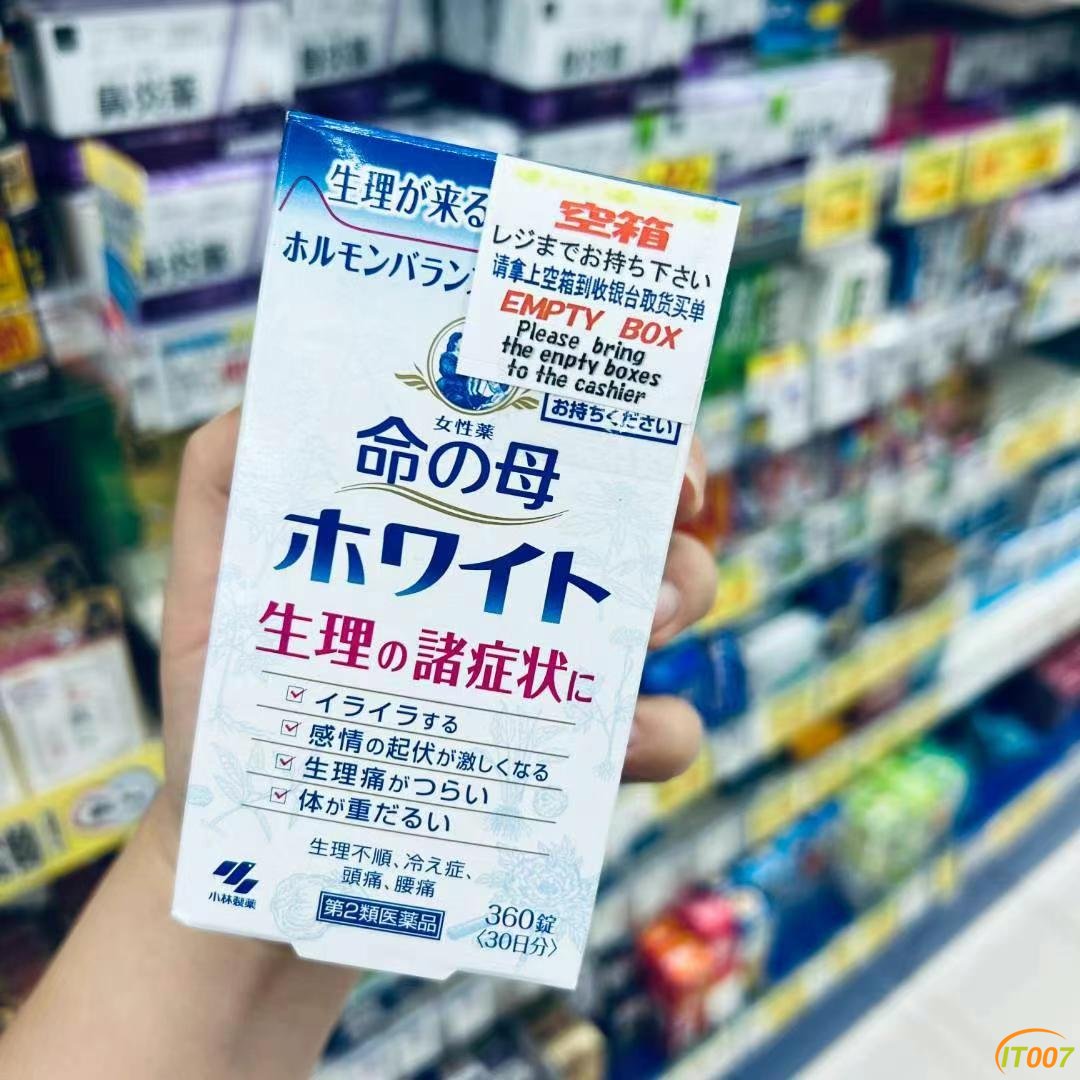 生理が来る
ホルモンバラン
空箱
レジまでお持ち下さい
请拿上空箱到收银台取货买单
EMPTY BOX
Please bring
the enpty boxes
to the cashier
お持ちください
女性薬
命の母
ホワイト
生理の諸症状に
イライラする
感情の起伏が激しくなる
生理痛がつらい
体が重だるい
生理不順、冷え症、
頭痛、腰痛
小林製薬
第2類医薬品
360錠
〈30日分〉
IT007